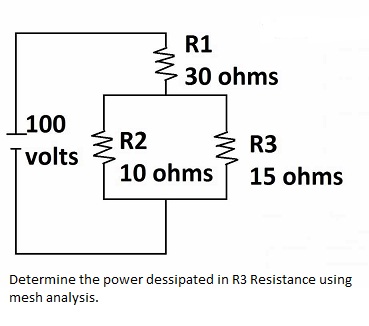 R1
30 ohms
100
volts
R2
10 ohms
R3
15 ohms
Determine the power dessipated in R3 Resistance using
mesh analysis.